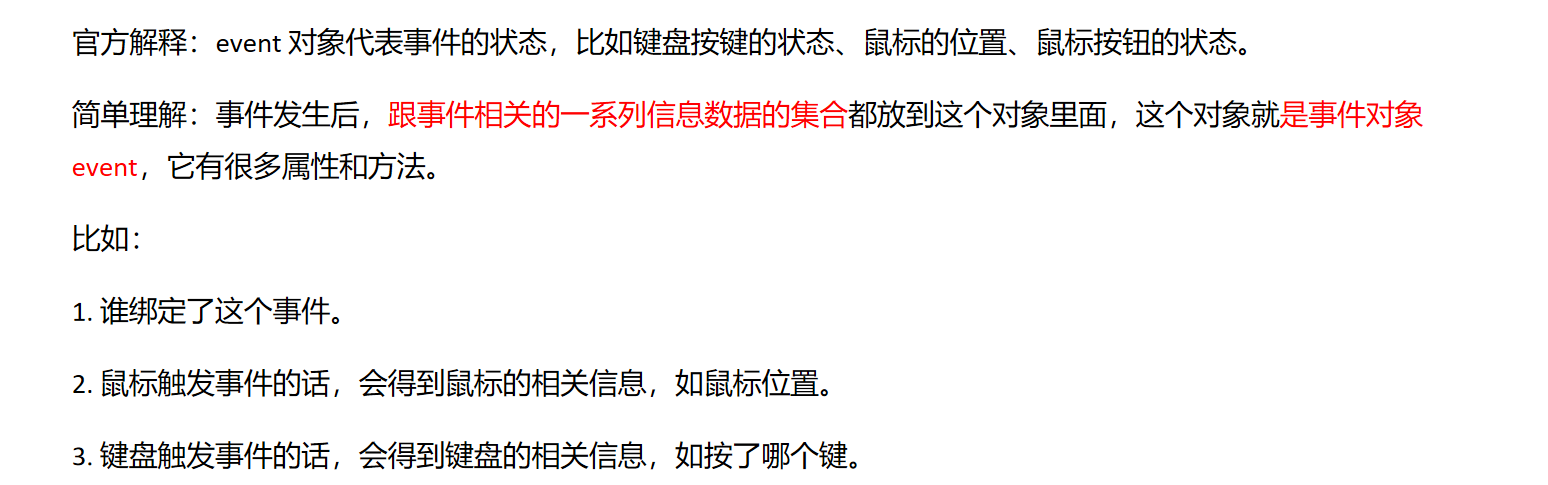 官方解释：event 对象代表事件的状态，比如键盘按键的状态、鼠标的位置、鼠标按钮的状态。
简单理解：事件发生后，跟事件相关的一系列信息数据的集合都放到这个对象里面，这个对象就是事件对象
event，它有很多属性和方法。
比如：
1. 谁绑定了这个事件。
2. 鼠标触发事件的话，会得到鼠标的相关信息，如鼠标位置。
3. 键盘触发事件的话，会得到键盘的相关信息，如按了哪个键。